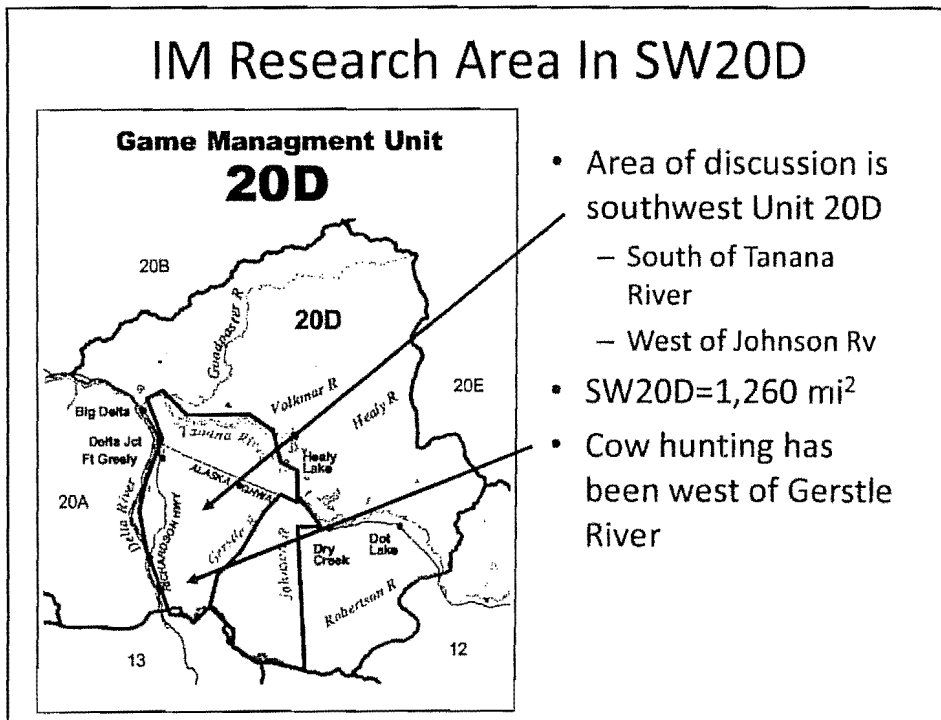 IM Research Area In SW20D
Game Managment Unit
20D
20B
Goodpaster R
20D
20E
Big Delta
Volkmar R
Healy R
Tanana River
Delta Jct
Ft Greely
Healy
Lake
ALASKA HIGHWAY
20A
Delta River
RICHARDSON HWY
Gerstle R
Johnson R
Dry
Creek
Dot
Lake
Robertson R
13
12
• Area of discussion is
southwest Unit 20D
– South of Tanana
River
– West of Johnson Rv
• SW20D=1,260 mi²
• Cow hunting has
been west of Gerstle
River